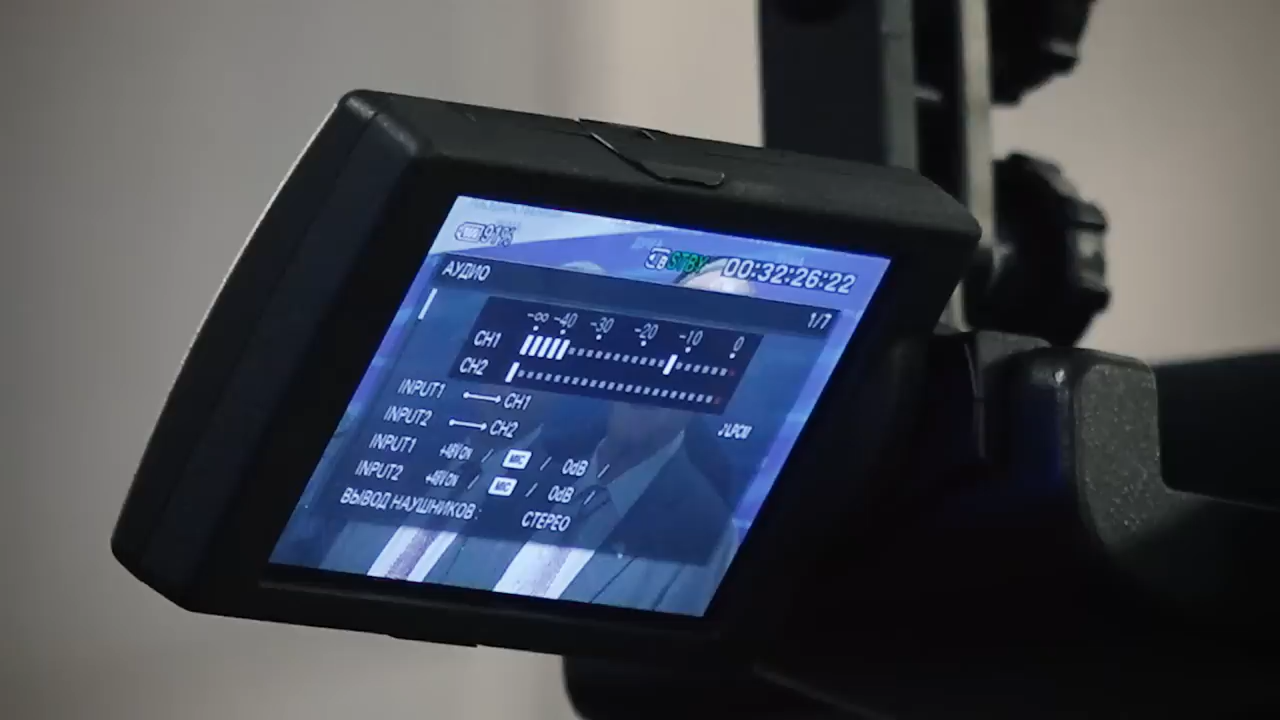 91%
B STBY 00:32:26:22
АУДИО
1/7
-∞ -40 -30 -20 -10 0
CH1
CH2
INPUT1 CH1
INPUT2 CH2
♪LPCM
INPUT1 +48V ON / MIC / 0dB /
INPUT2 +48V ON / MIC / 0dB /
ВЫВОД НАУШНИКОВ: СТЕРЕО